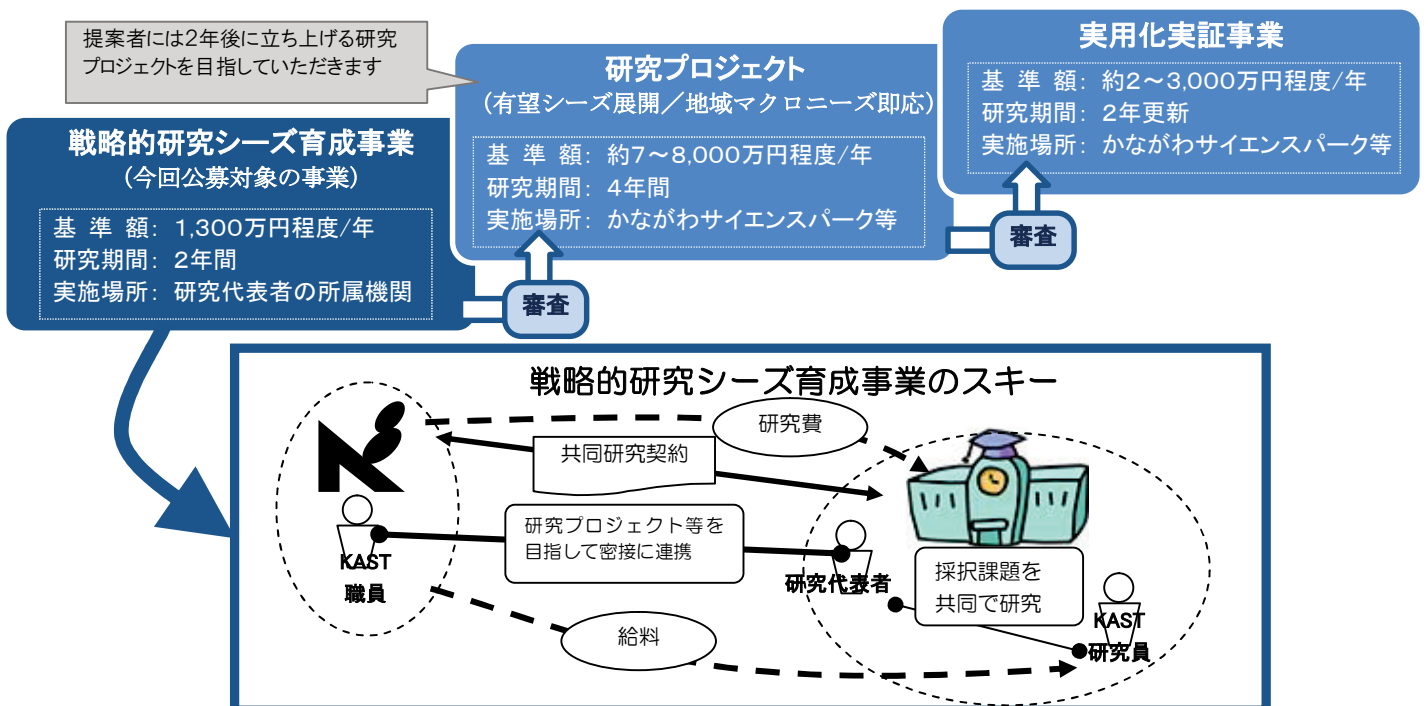 提案者には2年後に立ち上げる研究
プロジェクトを目指していただきます
戦略的研究シーズ育成事業
(今回公募対象の事業)
基 準 額： 1,300万円程度/年
研究期間： 2年間
実施場所： 研究代表者の所属機関
審査
研究プロジェクト
(有望シーズ展開／地域マクロニーズ即応)
基 準 額： 約7～8,000万円程度/年
研究期間： 4年間
実施場所： かながわサイエンスパーク等
審査
実用化実証事業
基 準 額： 約2～3,000万円程度/年
研究期間： 2年更新
実施場所： かながわサイエンスパーク等
戦略的研究シーズ育成事業のスキー
研究費
共同研究契約
研究プロジェクト等を
目指して密接に連携
KAST
職員
研究代表者
採択課題を
共同で研究
KAST
研究員
給料